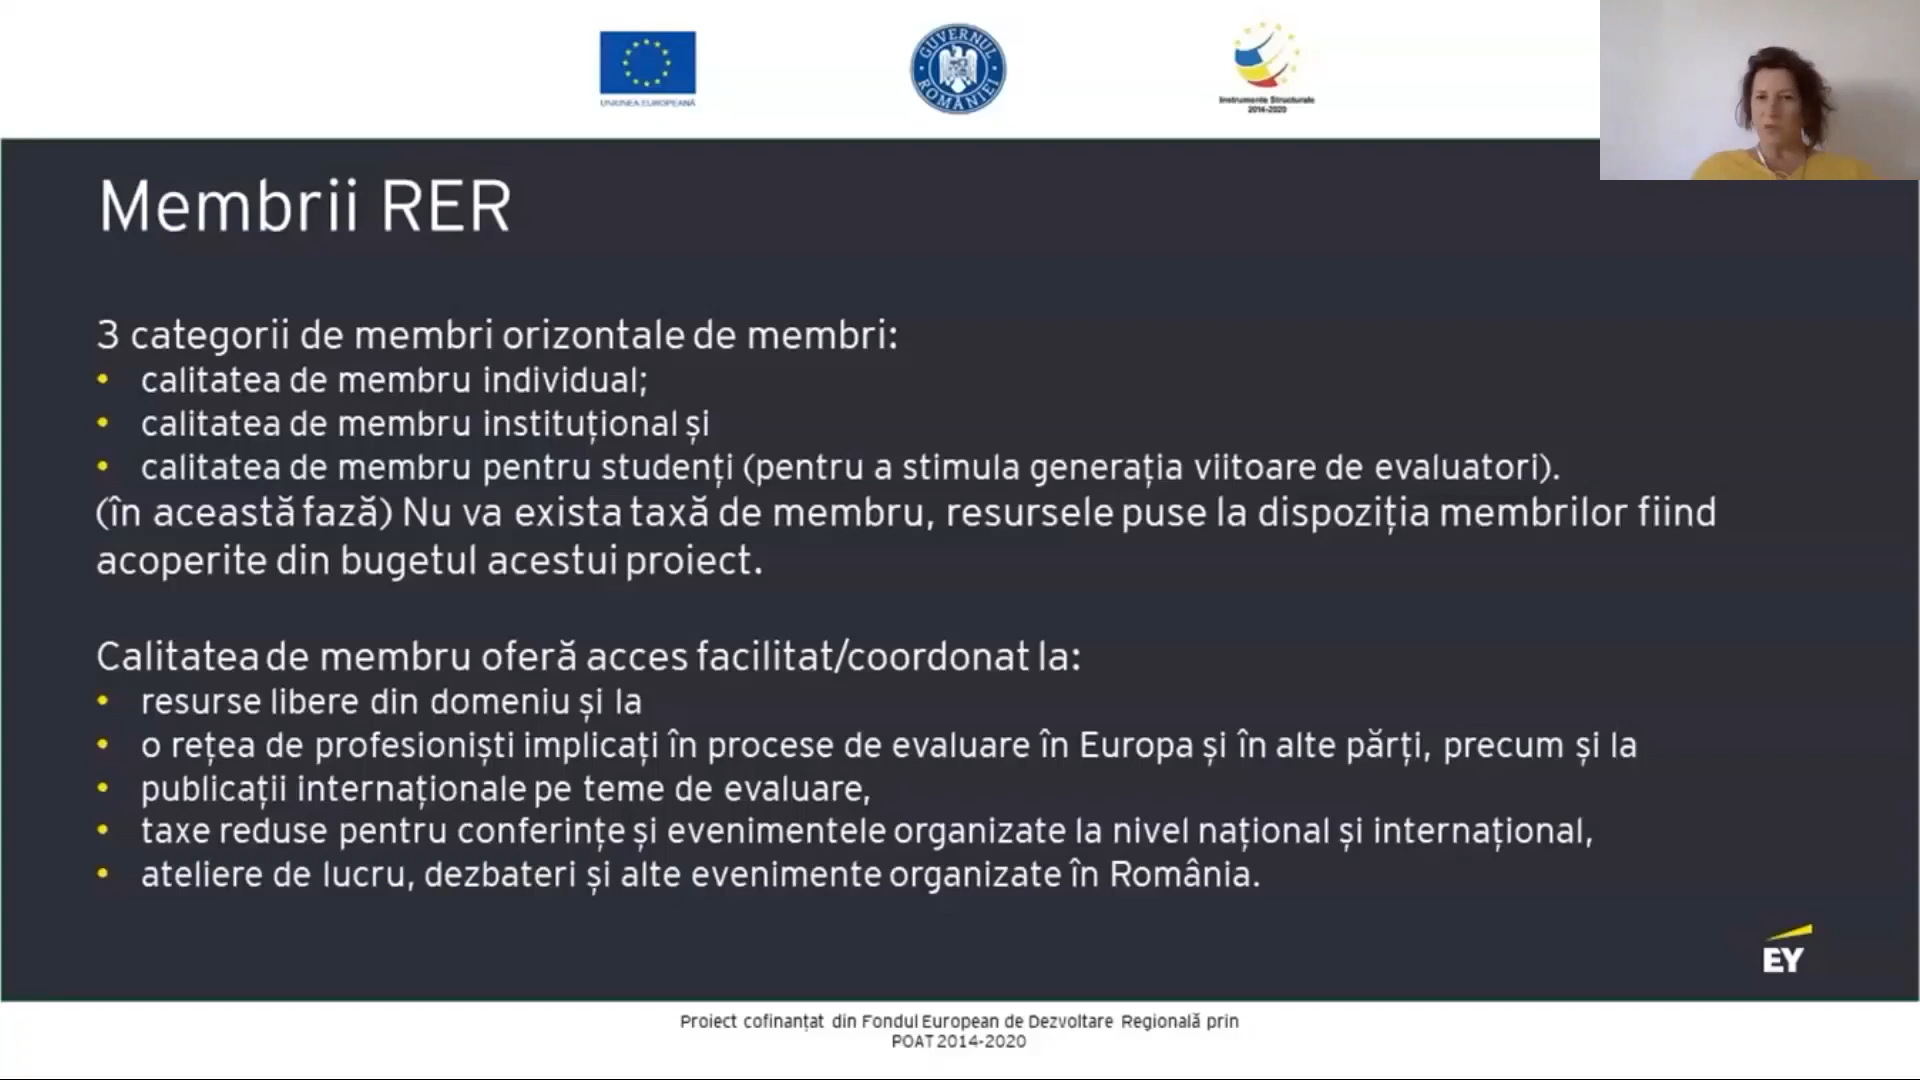 UNIUNEA EUROPEANĂ
GUVERNUL ROMÂNIEI
Instrumente Structurale
2014-2020
Membrii RER
3 categorii de membri orizontale de membri:
• calitatea de membru individual;
• calitatea de membru instituțional și
• calitatea de membru pentru studenți (pentru a stimula generația viitoare de evaluatori).
(în această fază) Nu va exista taxă de membru, resursele puse la dispoziția membrilor fiind
acoperite din bugetul acestui proiect.
Calitatea de membru oferă acces facilitat/coordonat la:
• resurse libere din domeniu și la
• o rețea de profesioniști implicați în procese de evaluare în Europa și în alte părți, precum și la
• publicații internaționale pe teme de evaluare,
• taxe reduse pentru conferințe și evenimentele organizate la nivel național și internațional,
• ateliere de lucru, dezbateri și alte evenimente organizate în România.
EY
Proiect cofinanțat din Fondul European de Dezvoltare Regională prin
POAT 2014-2020